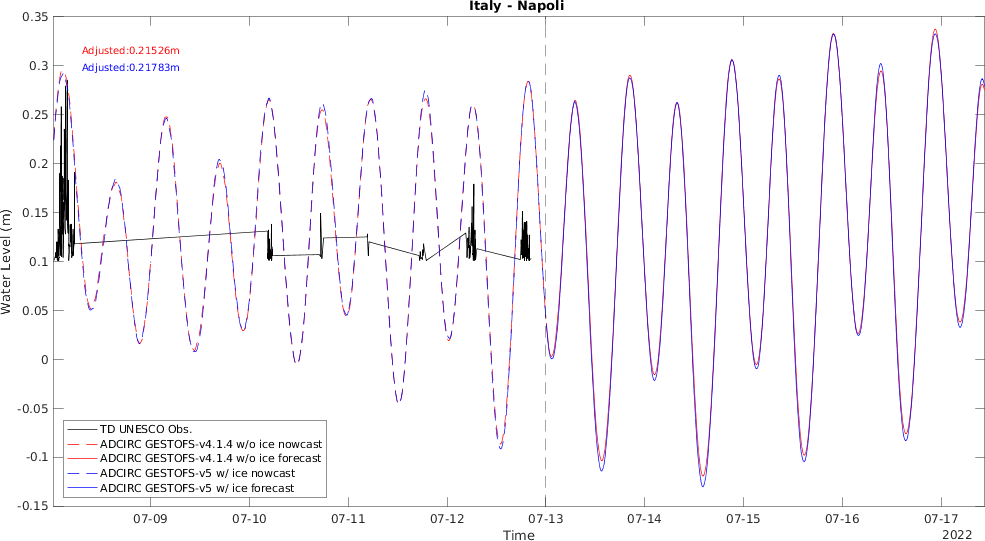 Italy - Napoli
Adjusted:0.21526m
Adjusted:0.21783m
Water Level (m)
0.35
0.3
0.25
0.2
0.15
0.1
0.05
0
-0.05
-0.1
-0.15
TD UNESCO Obs.
ADCIRC GESTOFS-v4.1.4 w/o ice nowcast
ADCIRC GESTOFS-v4.1.4 w/o ice forecast
ADCIRC GESTOFS-v5 w/ ice nowcast
ADCIRC GESTOFS-v5 w/ ice forecast
07-09 07-10 07-11 07-12 07-13 07-14 07-15 07-16 07-17
Time
2022